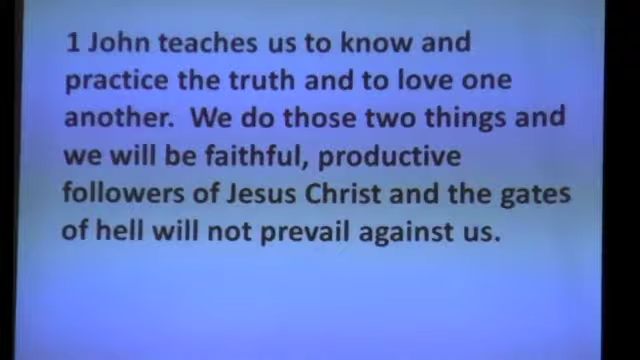 1 John teaches us to know and
practice the truth and to love one
another. We do those two things and
we will be faithful, productive
followers of Jesus Christ and the gates
of hell will not prevail against us.